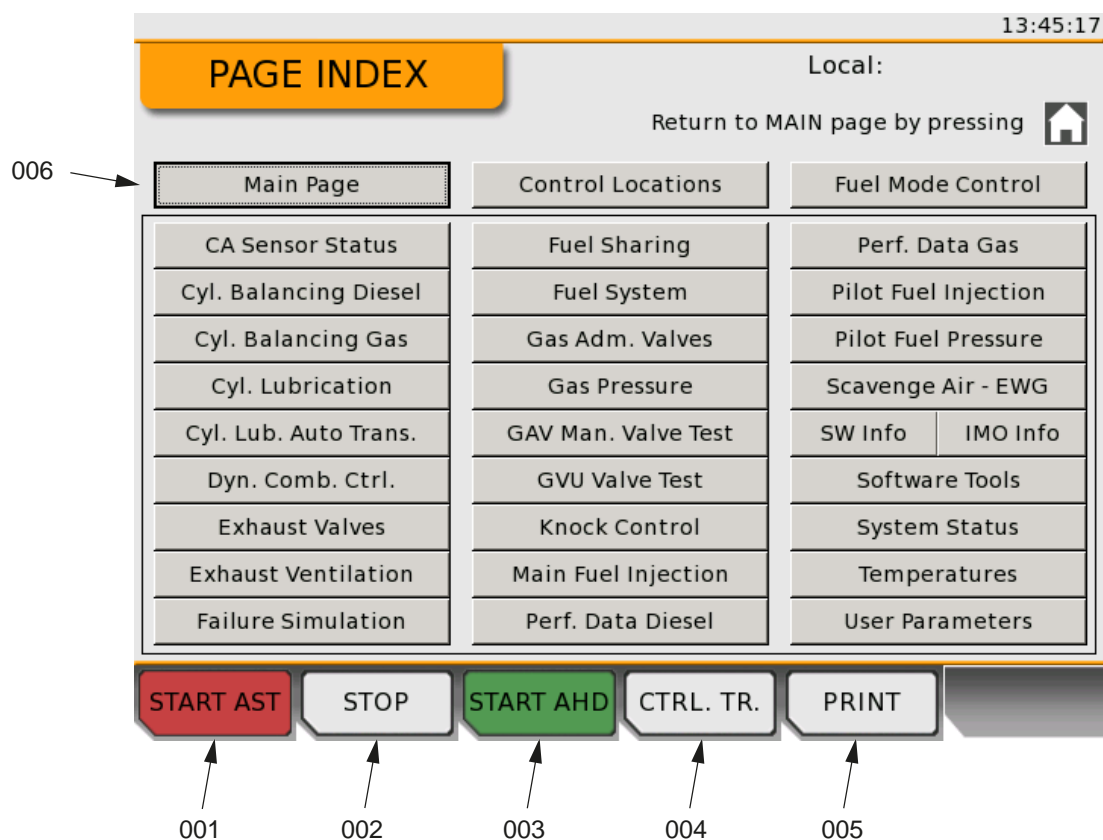 13:45:17
PAGE INDEX
Local:
Return to MAIN page by pressing
006
Main Page Control Locations Fuel Mode Control
CA Sensor Status Fuel Sharing Perf. Data Gas
Cyl. Balancing Diesel Fuel System Pilot Fuel Injection
Cyl. Balancing Gas Gas Adm. Valves Pilot Fuel Pressure
Cyl. Lubrication Gas Pressure Scavenge Air - EWG
Cyl. Lub. Auto Trans. GAV Man. Valve Test SW Info IMO Info
Dyn. Comb. Ctrl. GVU Valve Test Software Tools
Exhaust Valves Knock Control System Status
Exhaust Ventilation Main Fuel Injection Temperatures
Failure Simulation Perf. Data Diesel User Parameters
START AST STOP START AHD CTRL. TR. PRINT
001 002 003 004 005